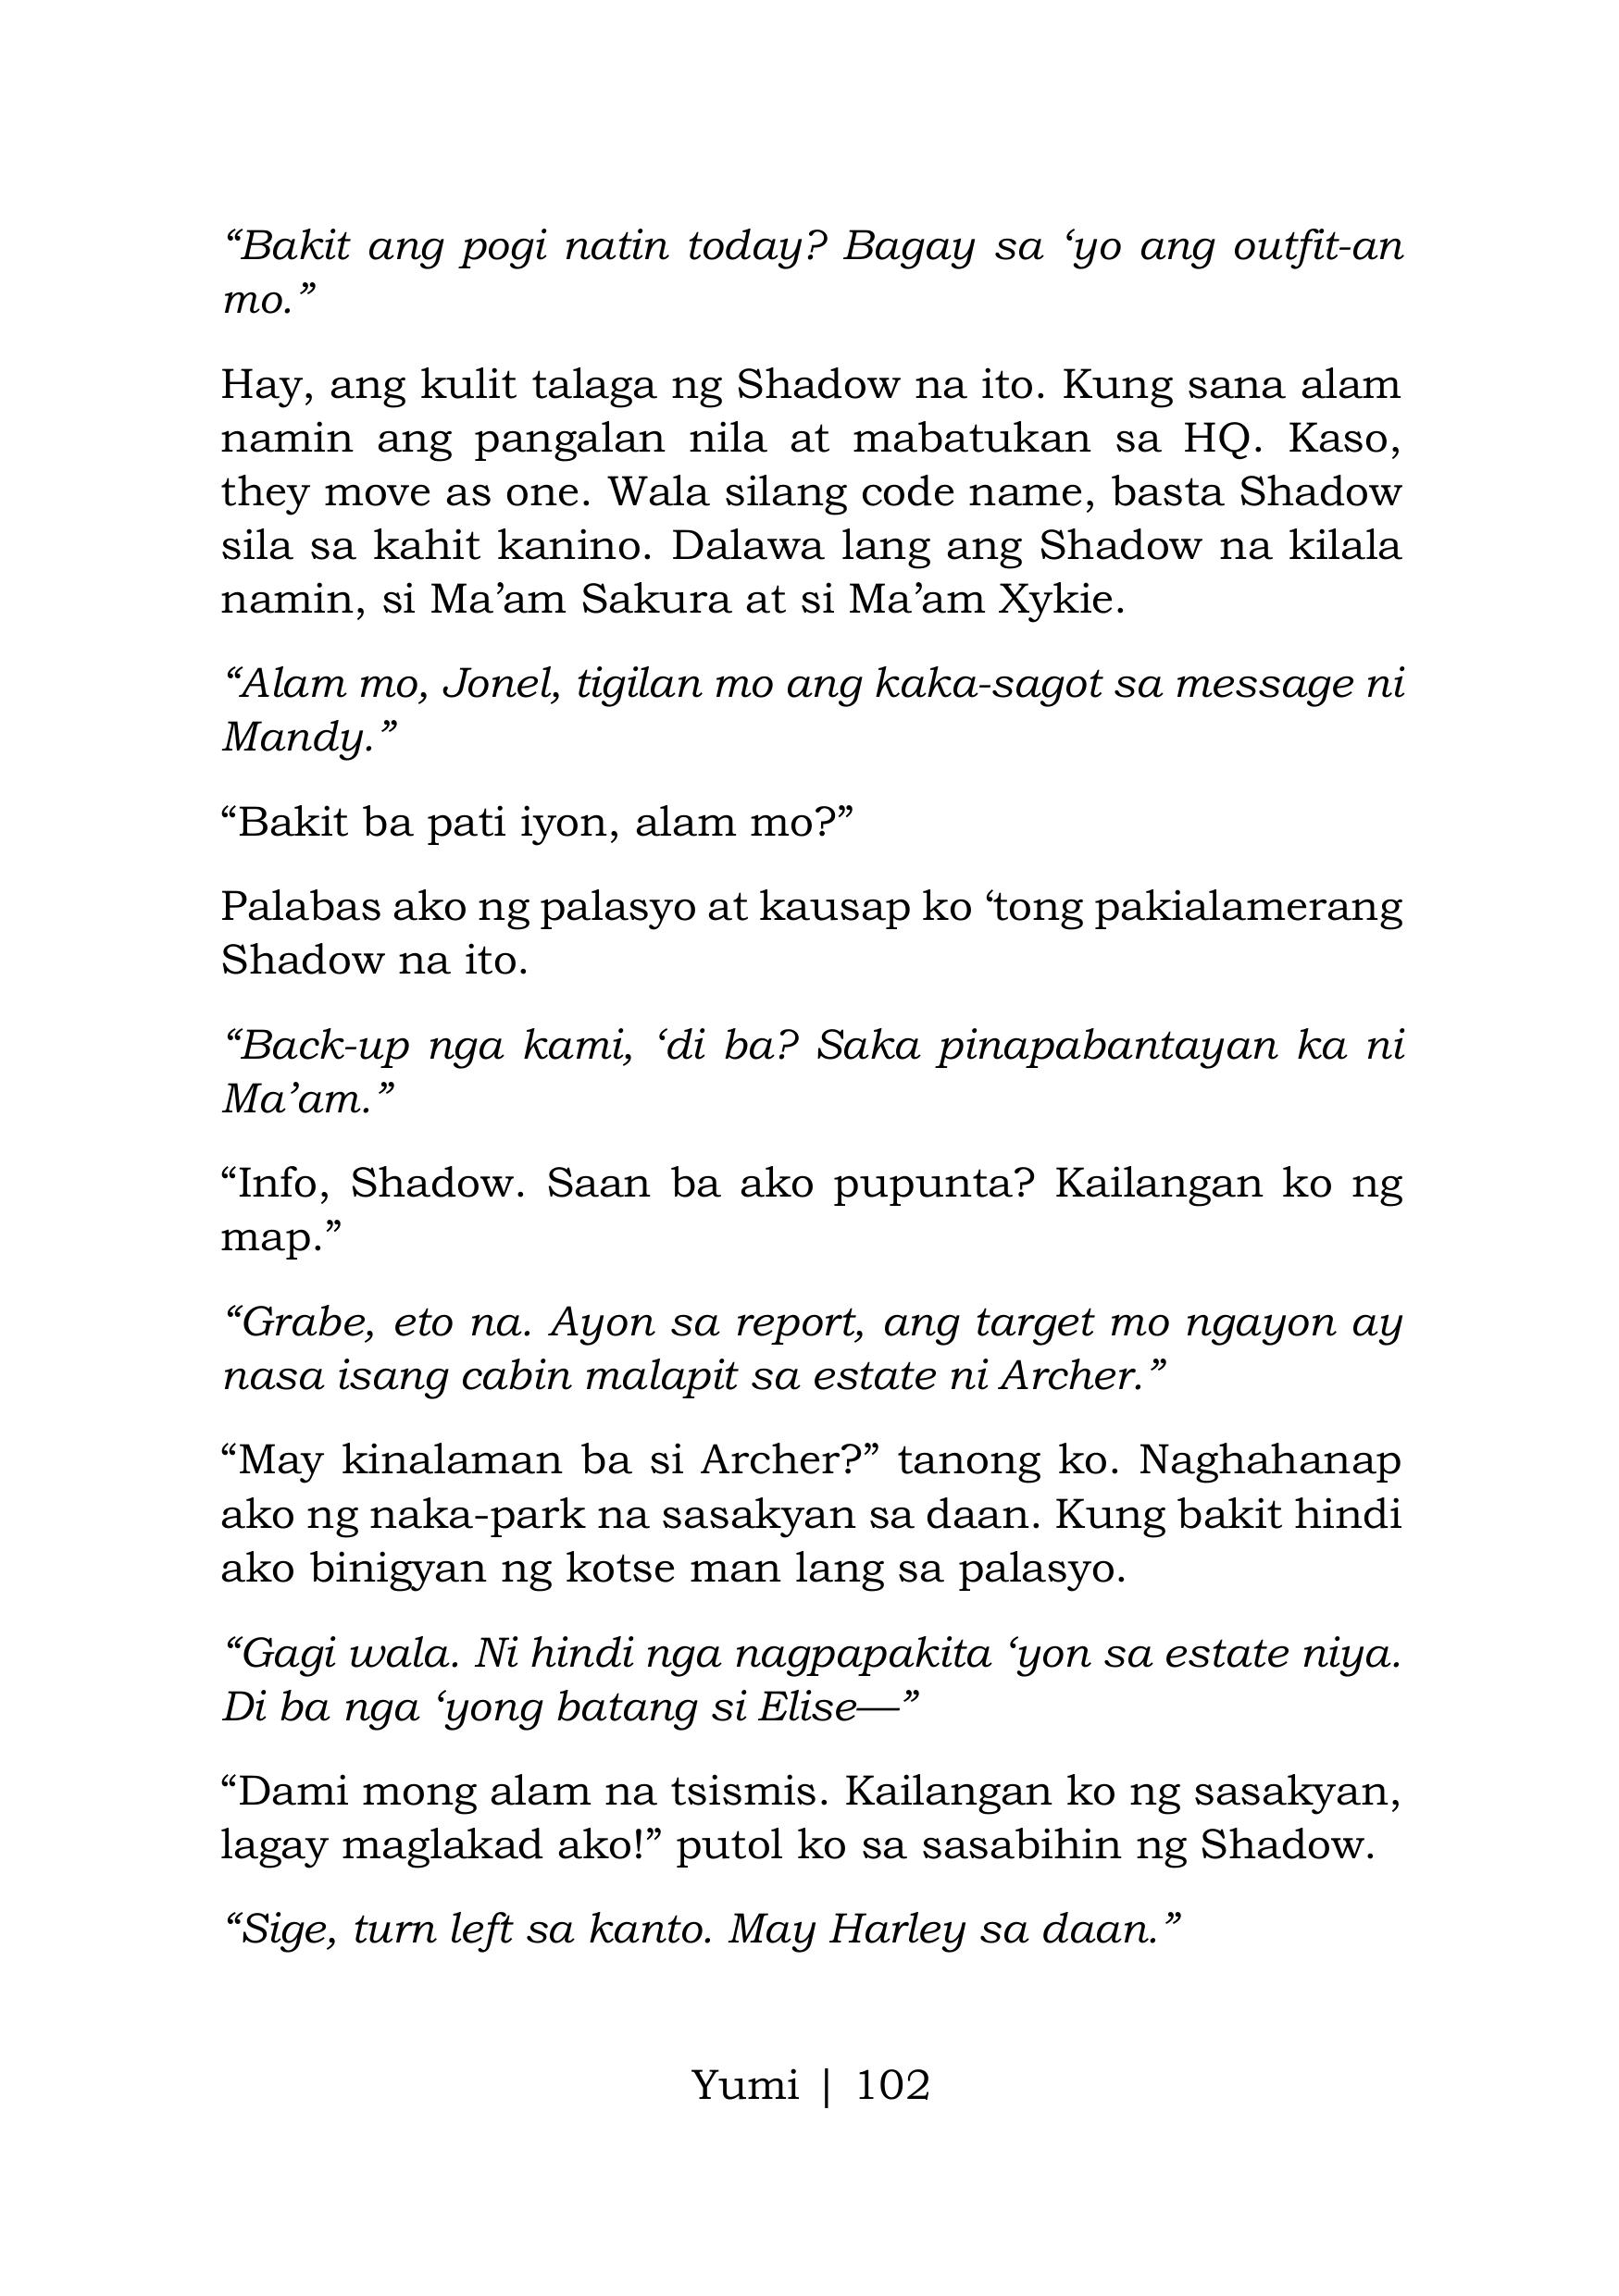 “Bakit ang pogi natin today? Bagay sa ‘yo ang outfit-an
mo.”
Hay, ang kulit talaga ng Shadow na ito. Kung sana alam
namin ang pangalan nila at mabatukan sa HQ. Kaso,
they move as one. Wala silang code name, basta Shadow
sila sa kahit kanino. Dalawa lang ang Shadow na kilala
namin, si Ma’am Sakura at si Ma’am Xykie.
“Alam mo, Jonel, tigilan mo ang kaka-sagot sa message ni
Mandy.”
“Bakit ba pati iyon, alam mo?”
Palabas ako ng palasyo at kausap ko ‘tong pakialamerang
Shadow na ito.
“Back-up nga kami, ‘di ba? Saka pinapabantayan ka ni
Ma’am.”
“Info, Shadow. Saan ba ako pupunta? Kailangan ko ng
map.”
“Grabe, eto na. Ayon sa report, ang target mo ngayon ay
nasa isang cabin malapit sa estate ni Archer.”
“May kinalaman ba si Archer?” tanong ko. Naghahanap
ako ng naka-park na sasakyan sa daan. Kung bakit hindi
ako binigyan ng kotse man lang sa palasyo.
“Gagi wala. Ni hindi nga nagpapakita ‘yon sa estate niya.
Di ba nga ‘yong batang si Elise—”
“Dami mong alam na tsismis. Kailangan ko ng sasakyan,
lagay maglakad ako!” putol ko sa sasabihin ng Shadow.
“Sige, turn left sa kanto. May Harley sa daan.”
Yumi | 102